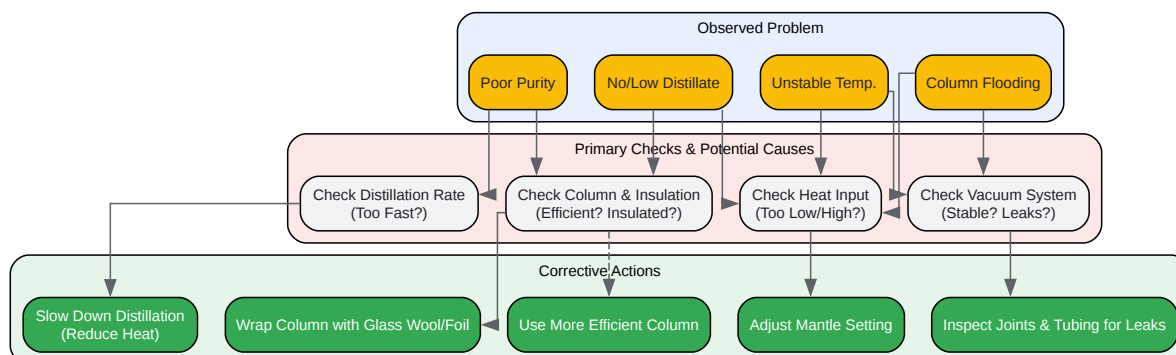 Observed Problem
Poor Purity
No/Low Distillate
Unstable Temp.
Column Flooding
Primary Checks & Potential Causes
Check Distillation Rate
(Too Fast?)
Check Column & Insulation
(Efficient? Insulated?)
Check Heat Input
(Too Low/High?)
Check Vacuum System
(Stable? Leaks?)
Corrective Actions
Slow Down Distillation
(Reduce Heat)
Wrap Column with Glass Wool/Foil
Use More Efficient Column
Adjust Mantle Setting
Inspect Joints & Tubing for Leaks